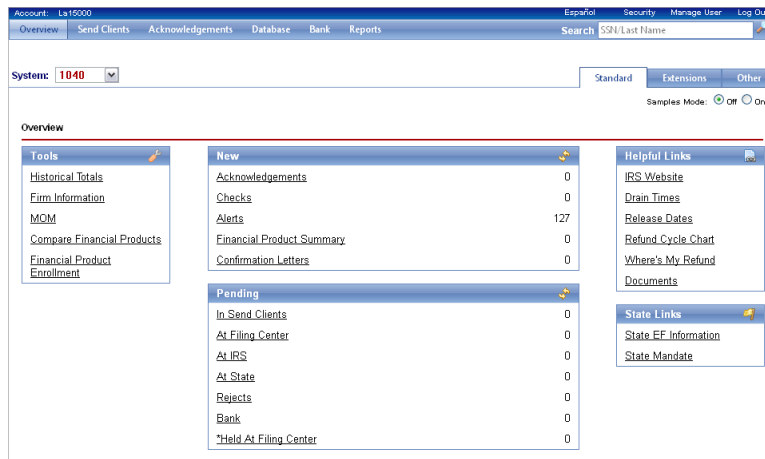 Account: La15000 Español Security Manage User Log Ou
Overview Send Clients Acknowledgements Database Bank Reports Search SSN/Last Name
System: 1040 Standard Extensions Other
Samples Mode: Off On
Overview
Tools
Historical Totals
Firm Information
MOM
Compare Financial Products
Financial Product
Enrollment
New
Acknowledgements 0
Checks 0
Alerts 127
Financial Product Summary 0
Confirmation Letters 0
Pending
In Send Clients 0
At Filing Center 0
At IRS 0
At State 0
Rejects 0
Bank 0
*Held At Filing Center 0
Helpful Links
IRS Website
Drain Times
Release Dates
Refund Cycle Chart
Where's My Refund
Documents
State Links
State EF Information
State Mandate